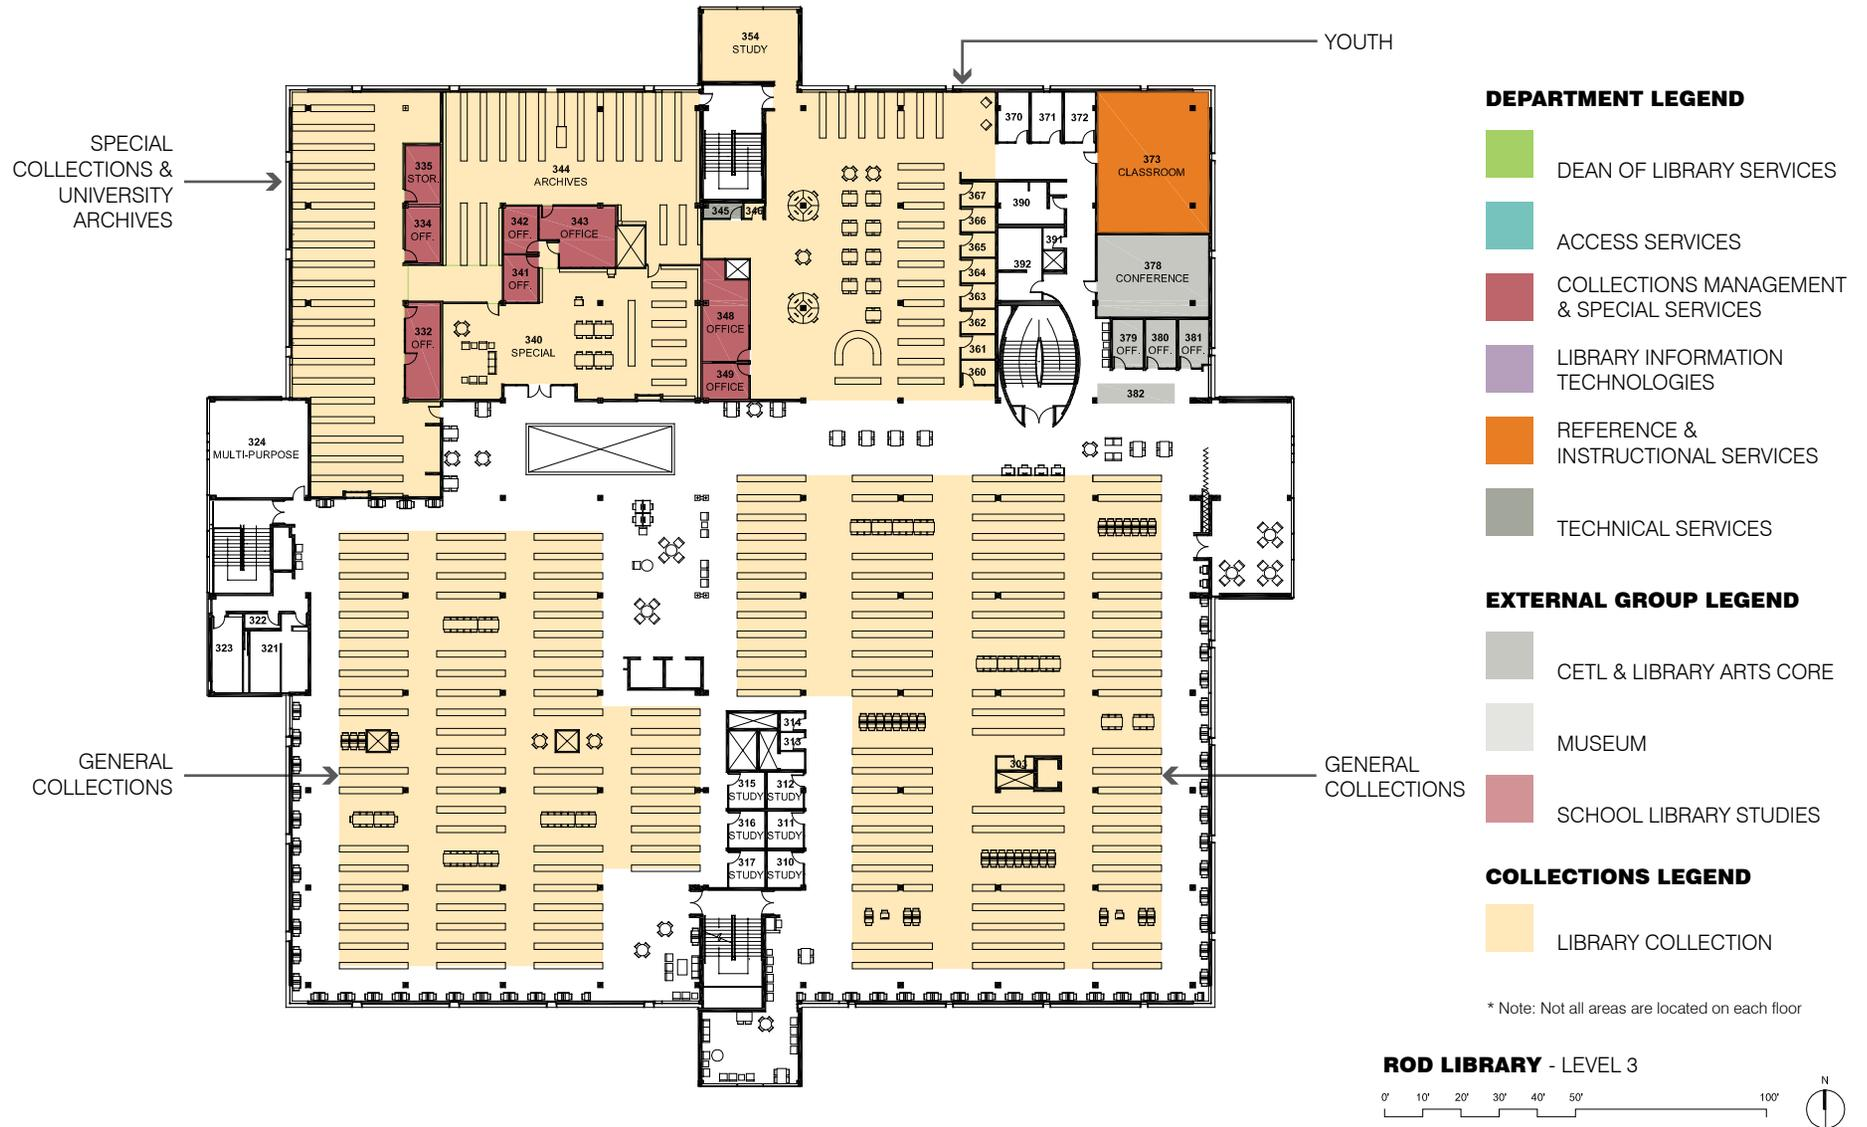 354
STUDY
YOUTH
SPECIAL
COLLECTIONS &
UNIVERSITY
ARCHIVES
335
STOR.
334
OFF.
332
OFF.
344
ARCHIVES
342
OFF.
343
OFFICE
341
OFF.
340
SPECIAL
345
346
348
OFFICE
349
OFFICE
370
371
372
373
CLASSROOM
367
366
365
364
363
362
361
360
390
391
392
378
CONFERENCE
379
OFF.
380
OFF.
381
OFF.
382
324
MULTI-PURPOSE
322
323
321
GENERAL
COLLECTIONS
314
313
303
315
STUDY
312
STUDY
316
STUDY
311
STUDY
317
STUDY
310
STUDY
GENERAL
COLLECTIONS
DEPARTMENT LEGEND
DEAN OF LIBRARY SERVICES
ACCESS SERVICES
COLLECTIONS MANAGEMENT
& SPECIAL SERVICES
LIBRARY INFORMATION
TECHNOLOGIES
REFERENCE &
INSTRUCTIONAL SERVICES
TECHNICAL SERVICES
EXTERNAL GROUP LEGEND
CETL & LIBRARY ARTS CORE
MUSEUM
SCHOOL LIBRARY STUDIES
COLLECTIONS LEGEND
LIBRARY COLLECTION
* Note: Not all areas are located on each floor
ROD LIBRARY - LEVEL 3
0' 10' 20' 30' 40' 50' 100'
N